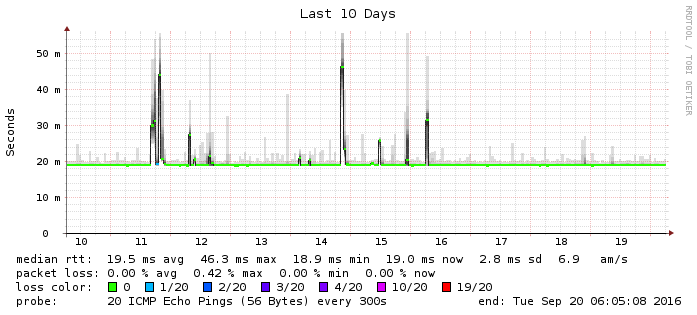 Last 10 Days
RRDTOOL / TOBI OETIKER
Seconds
50 m
40 m
30 m
20 m
10 m
0
10 11 12 13 14 15 16 17 18 19
median rtt: 19.5 ms avg 46.3 ms max 18.9 ms min 19.0 ms now 2.8 ms sd 6.9 am/s
packet loss: 0.00 % avg 0.42 % max 0.00 % min 0.00 % now
loss color: 0 1/20 2/20 3/20 4/20 10/20 19/20
probe: 20 ICMP Echo Pings (56 Bytes) every 300s end: Tue Sep 20 06:05:08 2016